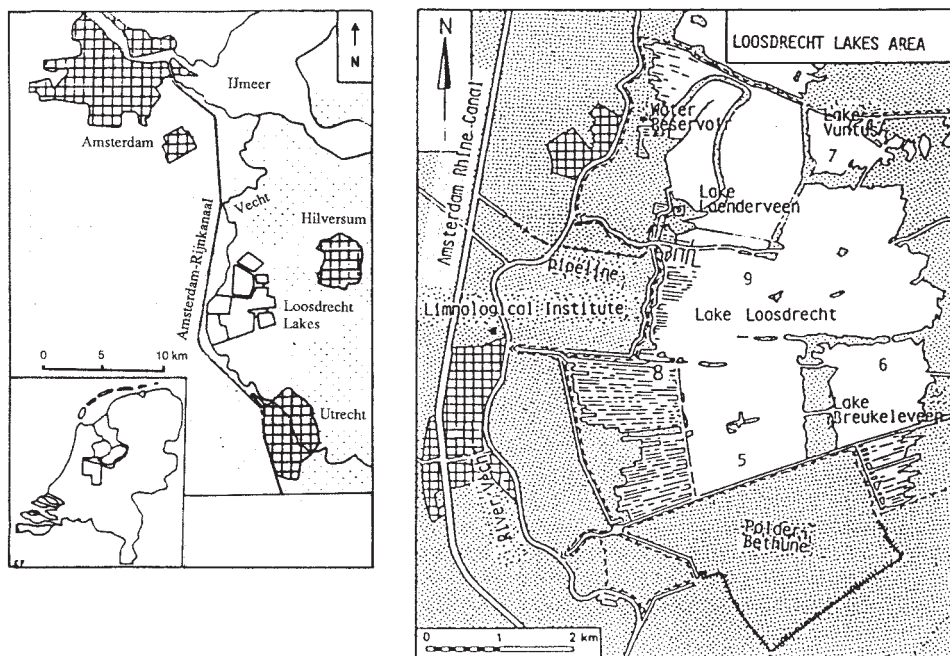 N
IJmeer
Amsterdam
Vecht
Hilversum
Amsterdam-Rijnkanaal
Loosdrecht
Lakes
0 5 10 km
Utrecht
LOOSDRECHT LAKES AREA
N
8
Amsterdam Rhine Canal
Water
Reservoir
Lake
Vuntus
7
Lake
Loenderveen
pipeline
9
Limnological Institute
Lake Loosdrecht
8
6
Lake
Breukeleveen
5
River Vecht
Polder
Bethune
0 1 2 km